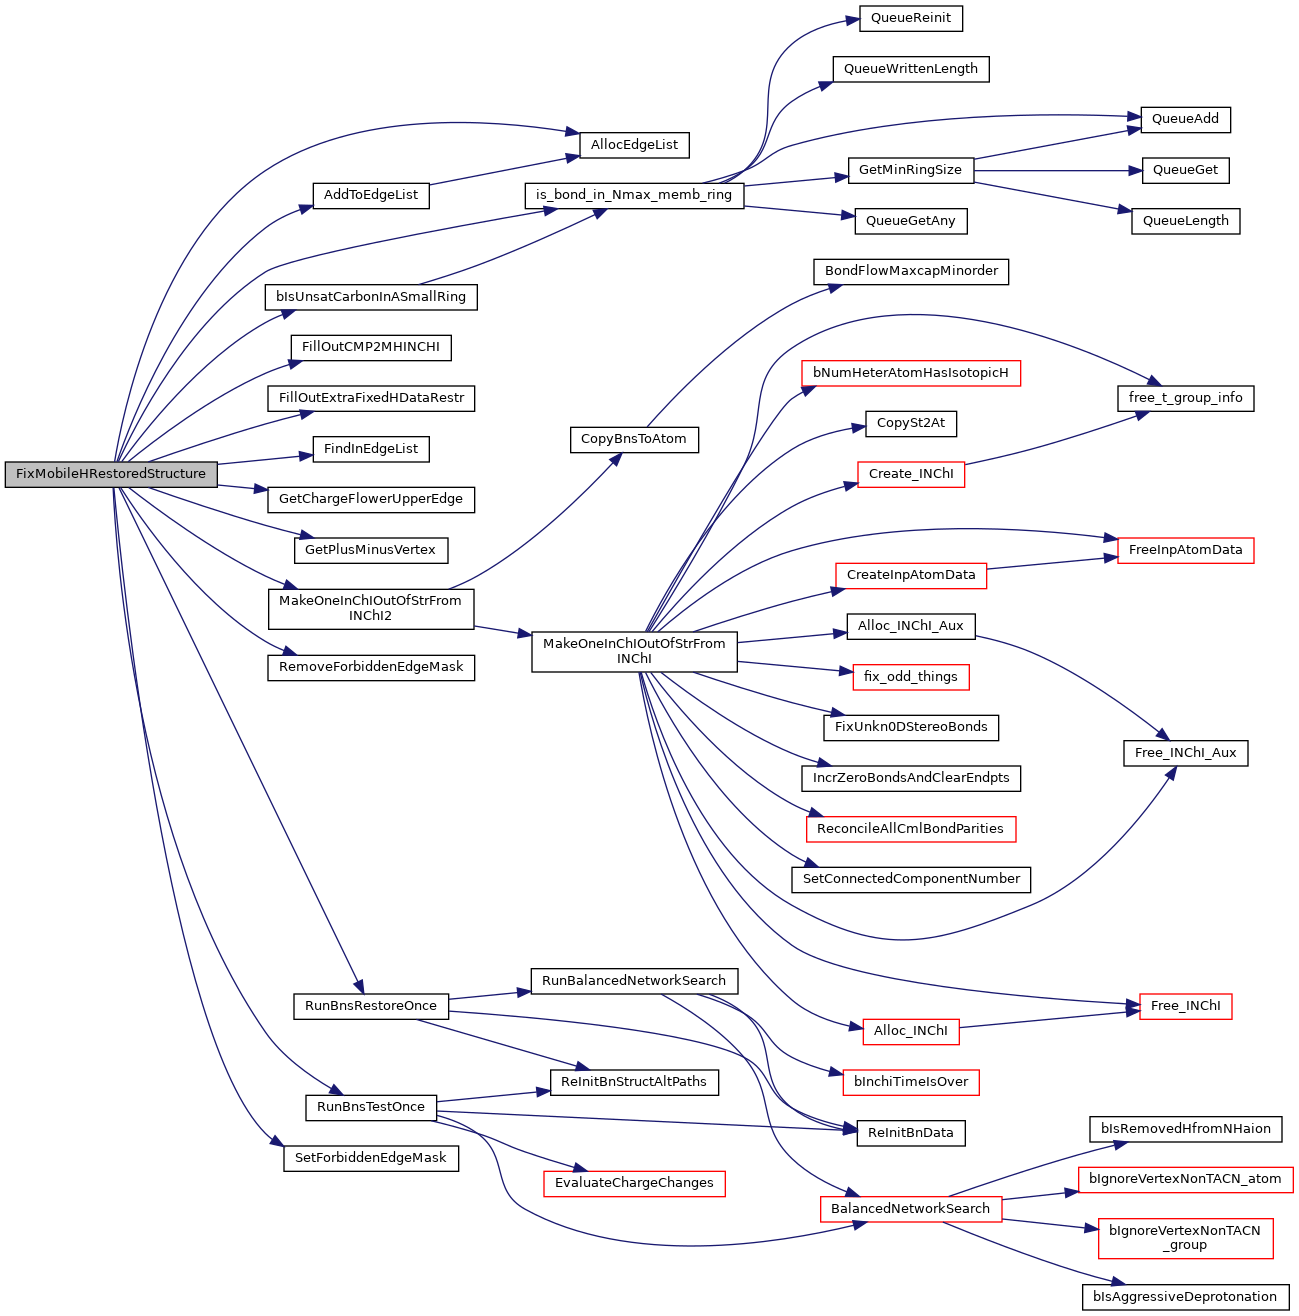 QueueReinit
QueueWrittenLength
QueueAdd
AllocEdgeList
GetMinRingSize
QueueGet
AddToEdgeList
is_bond_in_Nmax_memb_ring
QueueGetAny
QueueLength
BondFlowMaxcapMinorder
bIsUnsatCarbonInASmallRing
FillOutCMP2MHINCHI
bNumHeterAtomHasIsotopicH
FillOutExtraFixedHDataRestr
free_t_group_info
CopySt2At
CopyBnsToAtom
FindInEdgeList
FixMobileHRestoredStructure
Create_INChI
GetChargeFlowerUpperEdge
GetPlusMinusVertex
FreeInpAtomData
CreateInpAtomData
MakeOneInChIOutOfStrFrom
INChI2
Alloc_INChI_Aux
MakeOneInChIOutOfStrFrom
INChI
RemoveForbiddenEdgeMask
fix_odd_things
FixUnkn0DStereoBonds
Free_INChI_Aux
IncrZeroBondsAndClearEndpts
ReconcileAllCmlBondParities
SetConnectedComponentNumber
RunBalancedNetworkSearch
RunBnsRestoreOnce
Free_INChI
Alloc_INChI
ReInitBnStructAltPaths
bInchiTimeIsOver
RunBnsTestOnce
ReInitBnData
bIsRemovedHfromNHaion
SetForbiddenEdgeMask
EvaluateChargeChanges
bIgnoreVertexNonTACN_atom
BalancedNetworkSearch
bIgnoreVertexNonTACN
_group
bIsAggressiveDeprotonation